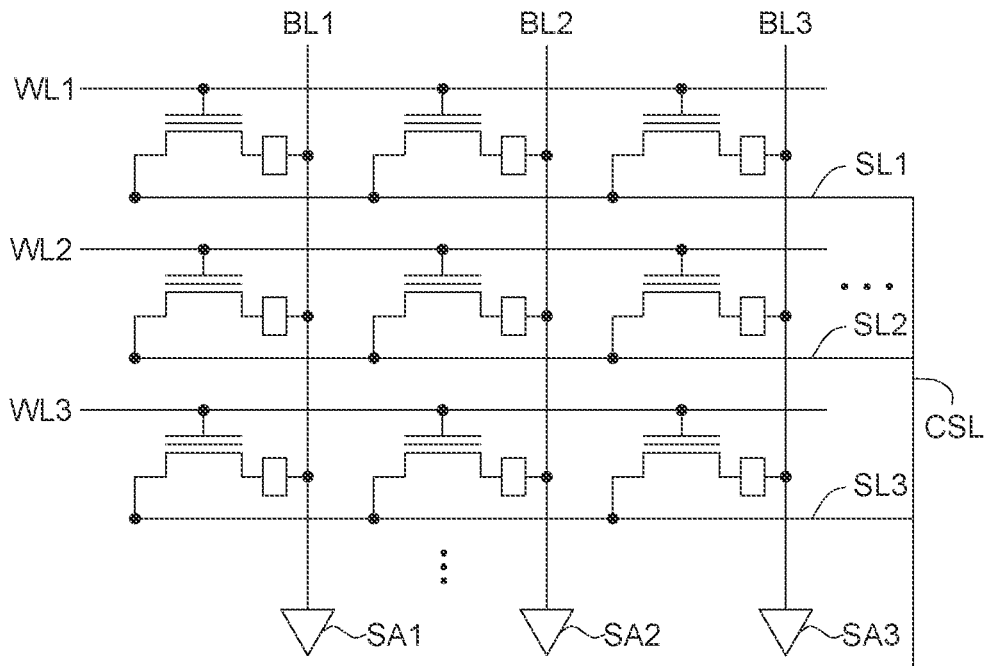 BL1 BL2 BL3
WL1
SL1
WL2
SL2
WL3
CSL
SL3
SA1 SA2 SA3